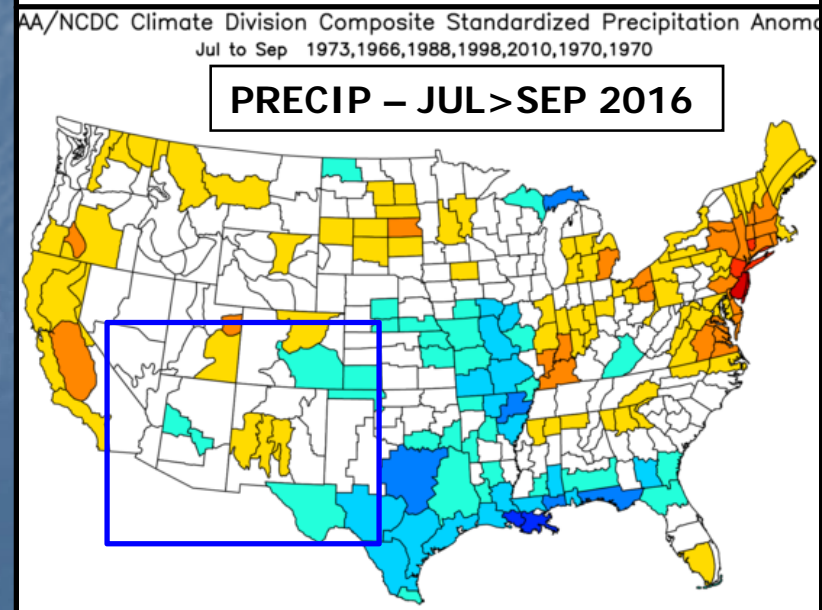 AA/NCDC Climate Division Composite Standardized Precipitation Anomo
Jul to Sep 1973,1966,1988,1998,2010,1970,1970
PRECIP – JUL>SEP 2016